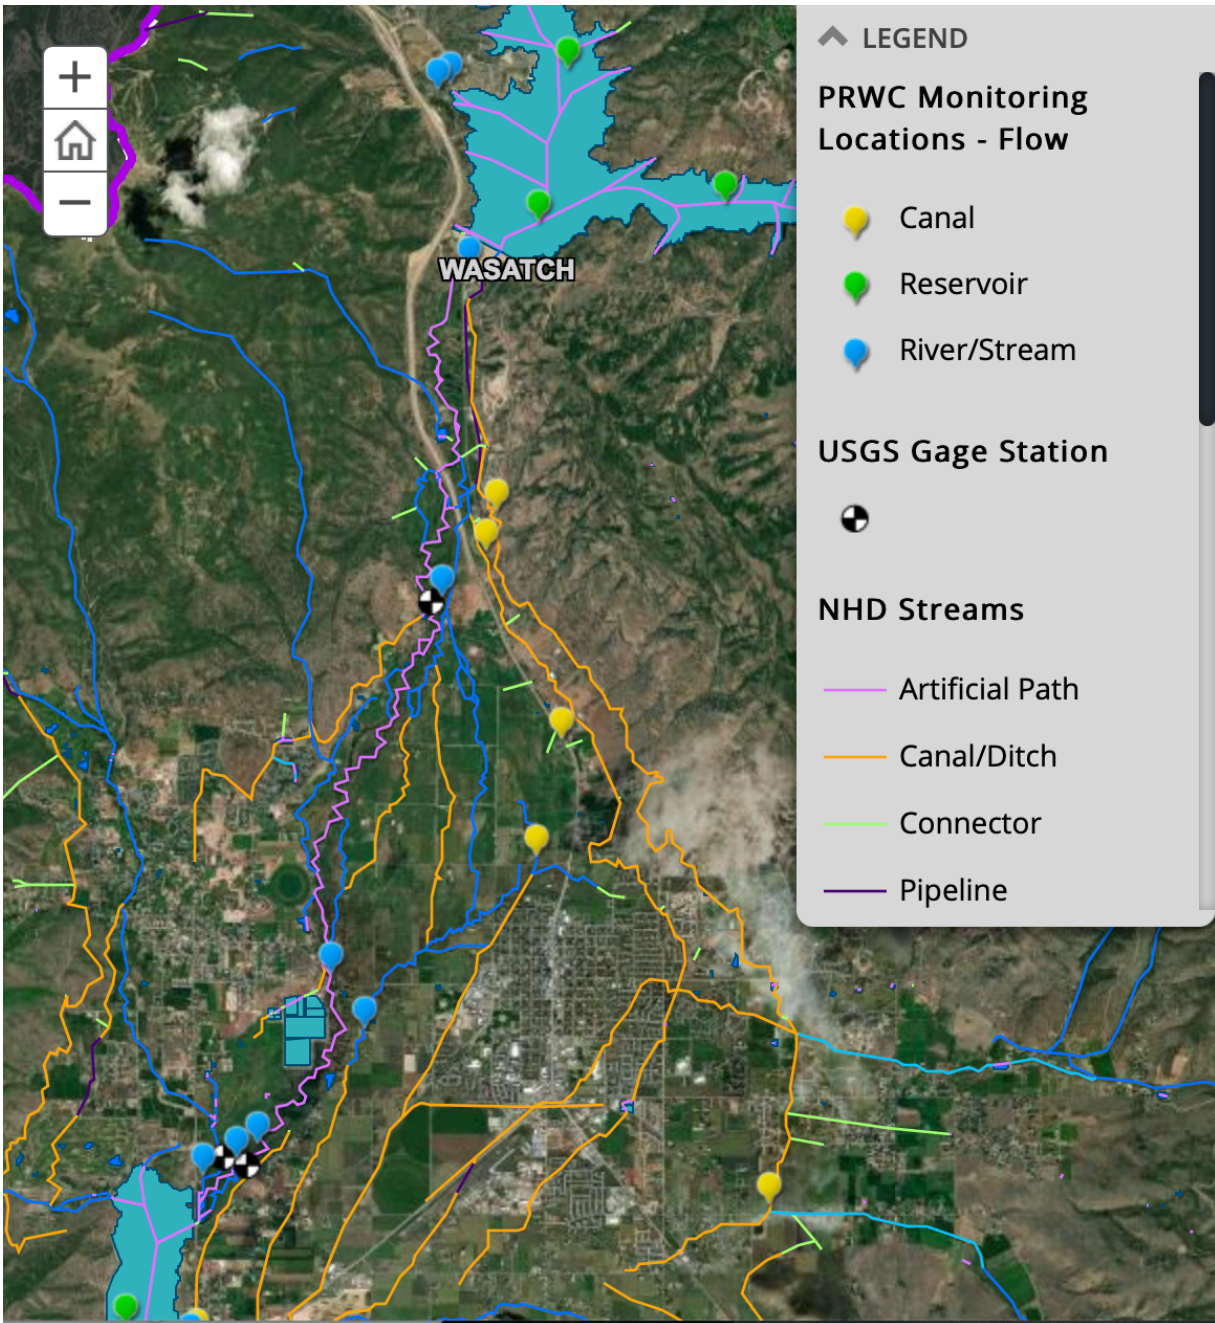 LEGEND
PRWC Monitoring
Locations - Flow
Canal
Reservoir
River/Stream
USGS Gage Station
NHD Streams
Artificial Path
Canal/Ditch
Connector
Pipeline
WASATCH